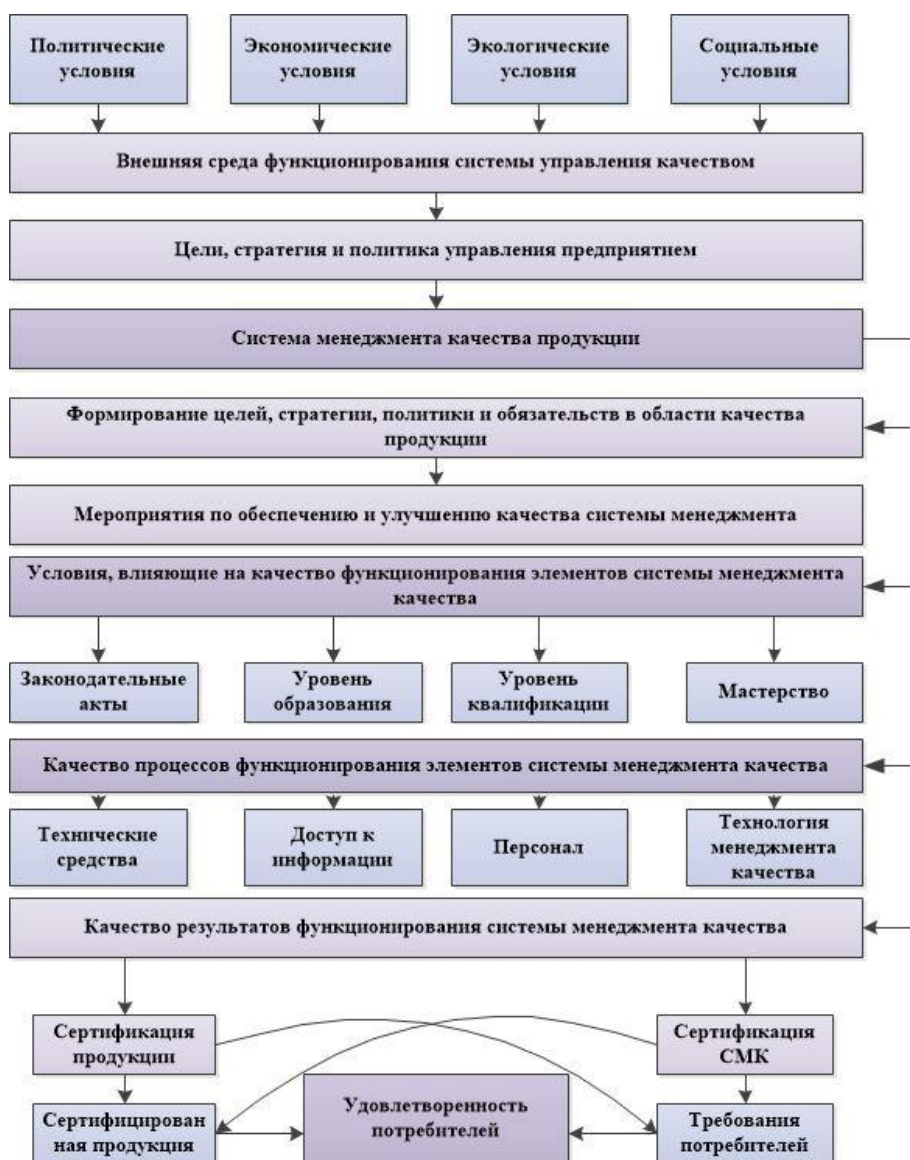 Политические
условия
Экономические
условия
Экологические
условия
Социальные
условия
Внешняя среда функционирования системы управления качеством
Цели, стратегия и политика управления предприятием
Система менеджмента качества продукции
Формирование целей, стратегии, политики и обязательств в области качества
продукции
Мероприятия по обеспечению и улучшению качества системы менеджмента
Условия, влияющие на качество функционирования элементов системы менеджмента
качества
Законодательные
акты
Уровень
образования
Уровень
квалификации
Мастерство
Качество процессов функционирования элементов системы менеджмента качества
Технические
средства
Доступ к
информации
Персонал
Технология
менеджмента
качества
Качество результатов функционирования системы менеджмента качества
Сертификация
продукции
Сертификация
СМК
Сертифицирован
ная продукция
Удовлетворенность
потребителей
Требования
потребителей